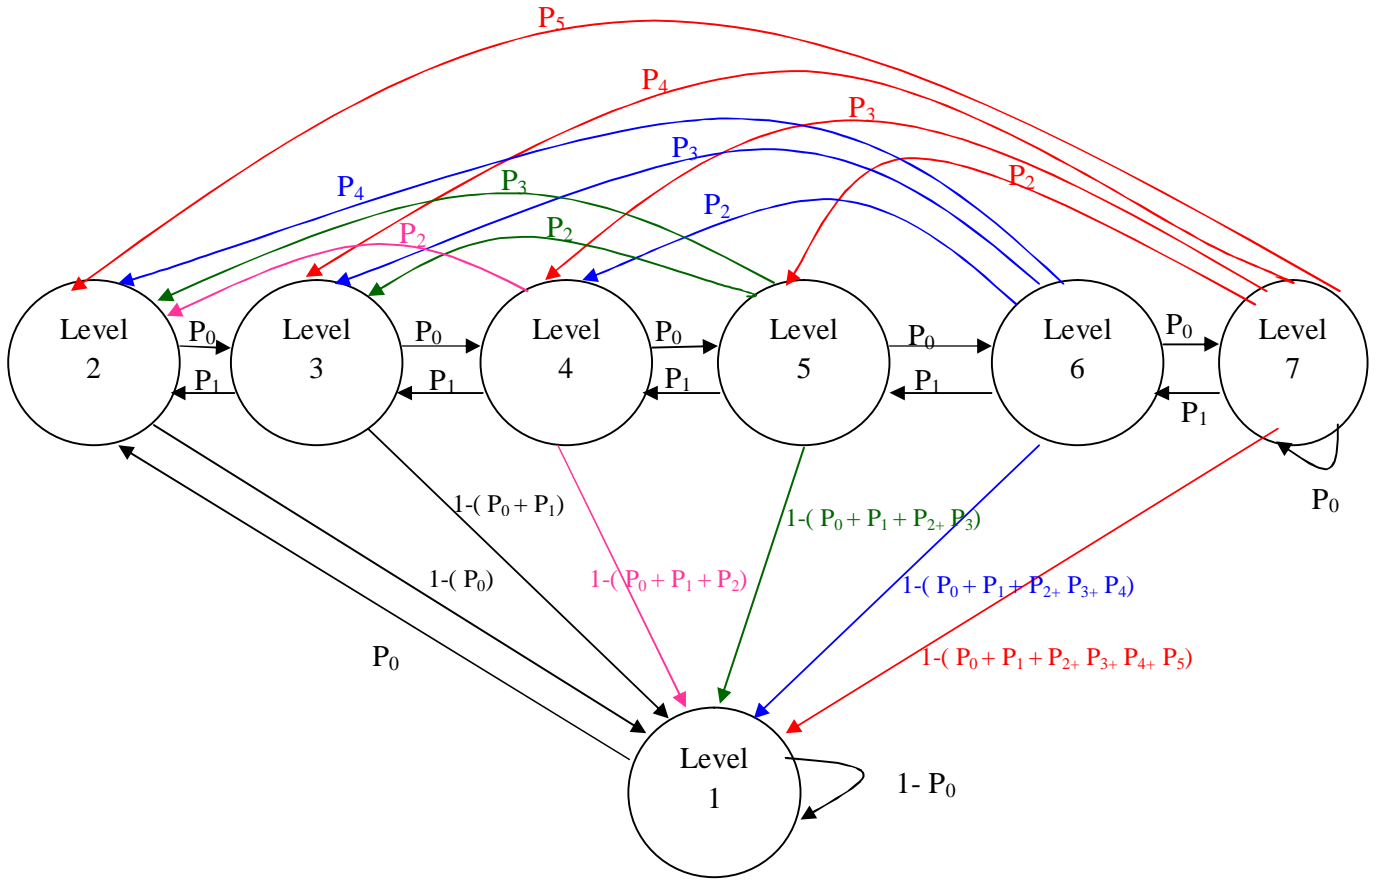 P5
P4
P3
P3
P2
P3
P4
P2
P2
P2
Level
2
Level
3
Level
4
Level
5
Level
6
Level
7
P0
P0
P0
P0
P0
P1
P1
P1
P1
P1
P0
1-( P0 + P1)
1-( P0 + P1 + P2+ P3)
1-( P0)
1-( P0 + P1 + P2)
1-( P0 + P1 + P2+ P3+ P4)
P0
1-( P0 + P1 + P2+ P3+ P4+ P5)
Level
1
1- P0